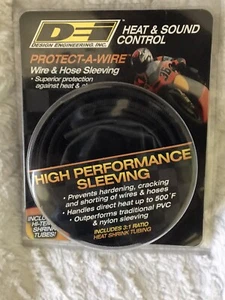 DEI
DESIGN ENGINEERING, INC.
HEAT & SOUND
CONTROL
PROTECT-A-WIRE
Wire & Hose Sleeving
• Superior protection
against heat &
HIGH PERFORMANCE
SLEEVING
• Prevents hardening, cracking
and shorting of wires & hoses
• Handles direct heat up to 500°F
• Outperforms traditional PVC
& nylon sleeving
INCLUDES 3:1 RATIO
HEAT SHRINK TUBING
SHRINK
TUBES!